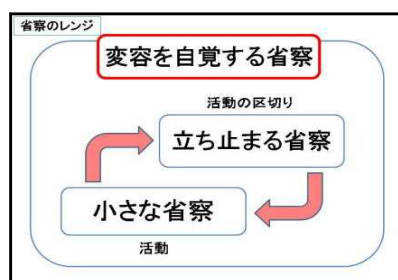 省察のレンジ
変容を自覚する省察
活動の区切り
立ち止まる省察
小さな省察
活動